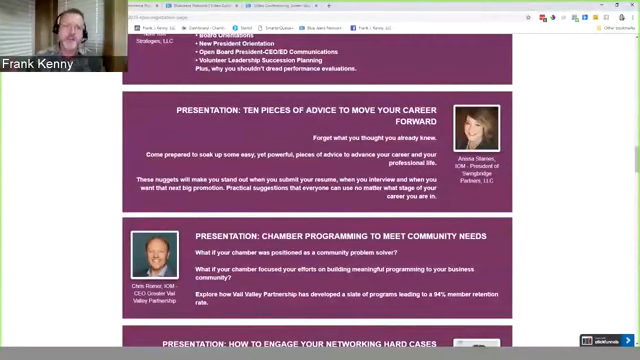 2016-sjsucongstation-page
Frank Kenny
Strategies, LLC
• Board Orientations
• New President Orientation
• Open Board President-CEO/ED Communications
• Volunteer Leadership Succession Planning
Plus, why you shouldn't dread performance evaluations.
PRESENTATION: TEN PIECES OF ADVICE TO MOVE YOUR CAREER
FORWARD
Forget what you thought you already knew.
Come prepared to soak up some easy, yet powerful, pieces of advice to advance your career and your
professional life.
These nuggets will make you stand out when you submit your resume, when you interview and when you
want that next big promotion. Practical suggestions that everyone can use no matter what stage of your
career you are in.
Anissa Starnes,
IOM - President of
Swingbridge
Partners, LLC
PRESENTATION: CHAMBER PROGRAMMING TO MEET COMMUNITY NEEDS
What if your chamber was positioned as a community problem solver?
What if your chamber focused your efforts on building meaningful programming to your business
community?
Explore how Vail Valley Partnership has developed a slate of programs leading to a 94% member retention
rate.
Chris Romer, IOM -
CEO Greater Vail
Valley Partnership
PRESENTATION: HOW TO ENGAGE YOUR NETWORKING HARD CASES
clickfunnels